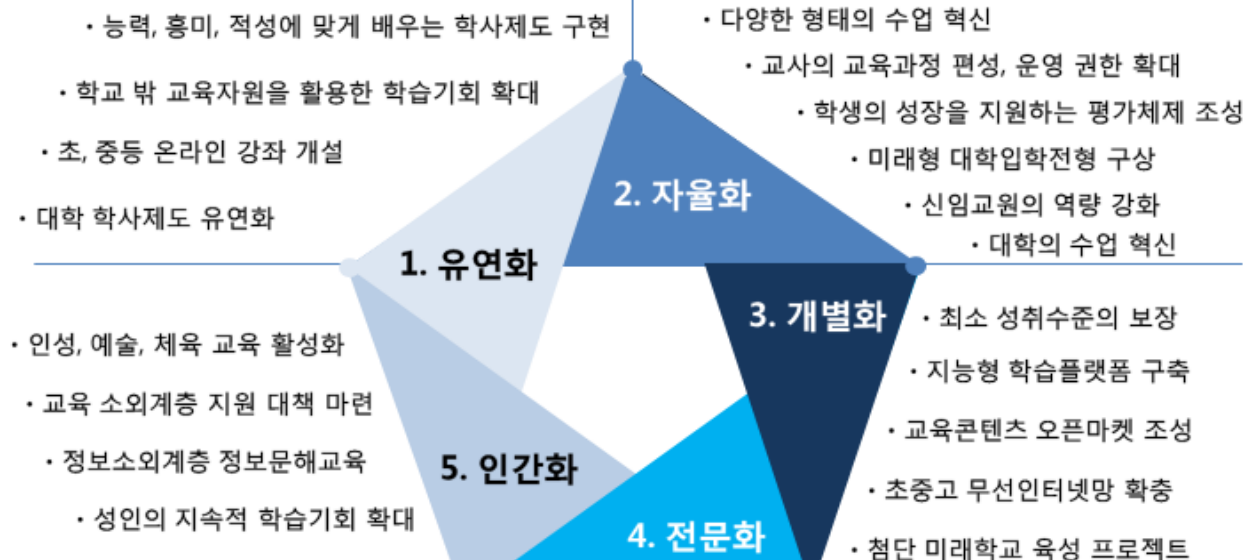 · 능력, 흥미, 적성에 맞게 배우는 학사제도 구현
· 학교 밖 교육자원을 활용한 학습기회 확대
· 초, 중등 온라인 강좌 개설
· 대학 학사제도 유연화
1. 유연화
· 다양한 형태의 수업 혁신
· 교사의 교육과정 편성, 운영 권한 확대
· 학생의 성장을 지원하는 평가체제 조성
· 미래형 대학입학전형 구상
· 신임교원의 역량 강화
· 대학의 수업 혁신
2. 자율화
3. 개별화
· 최소 성취수준의 보장
· 지능형 학습플랫폼 구축
· 교육콘텐츠 오픈마켓 조성
· 초중고 무선인터넷망 확충
· 첨단 미래학교 육성 프로젝트
4. 전문화
5. 인간화
· 인성, 예술, 체육 교육 활성화
· 교육 소외계층 지원 대책 마련
· 정보소외계층 정보문해교육
· 성인의 지속적 학습기회 확대